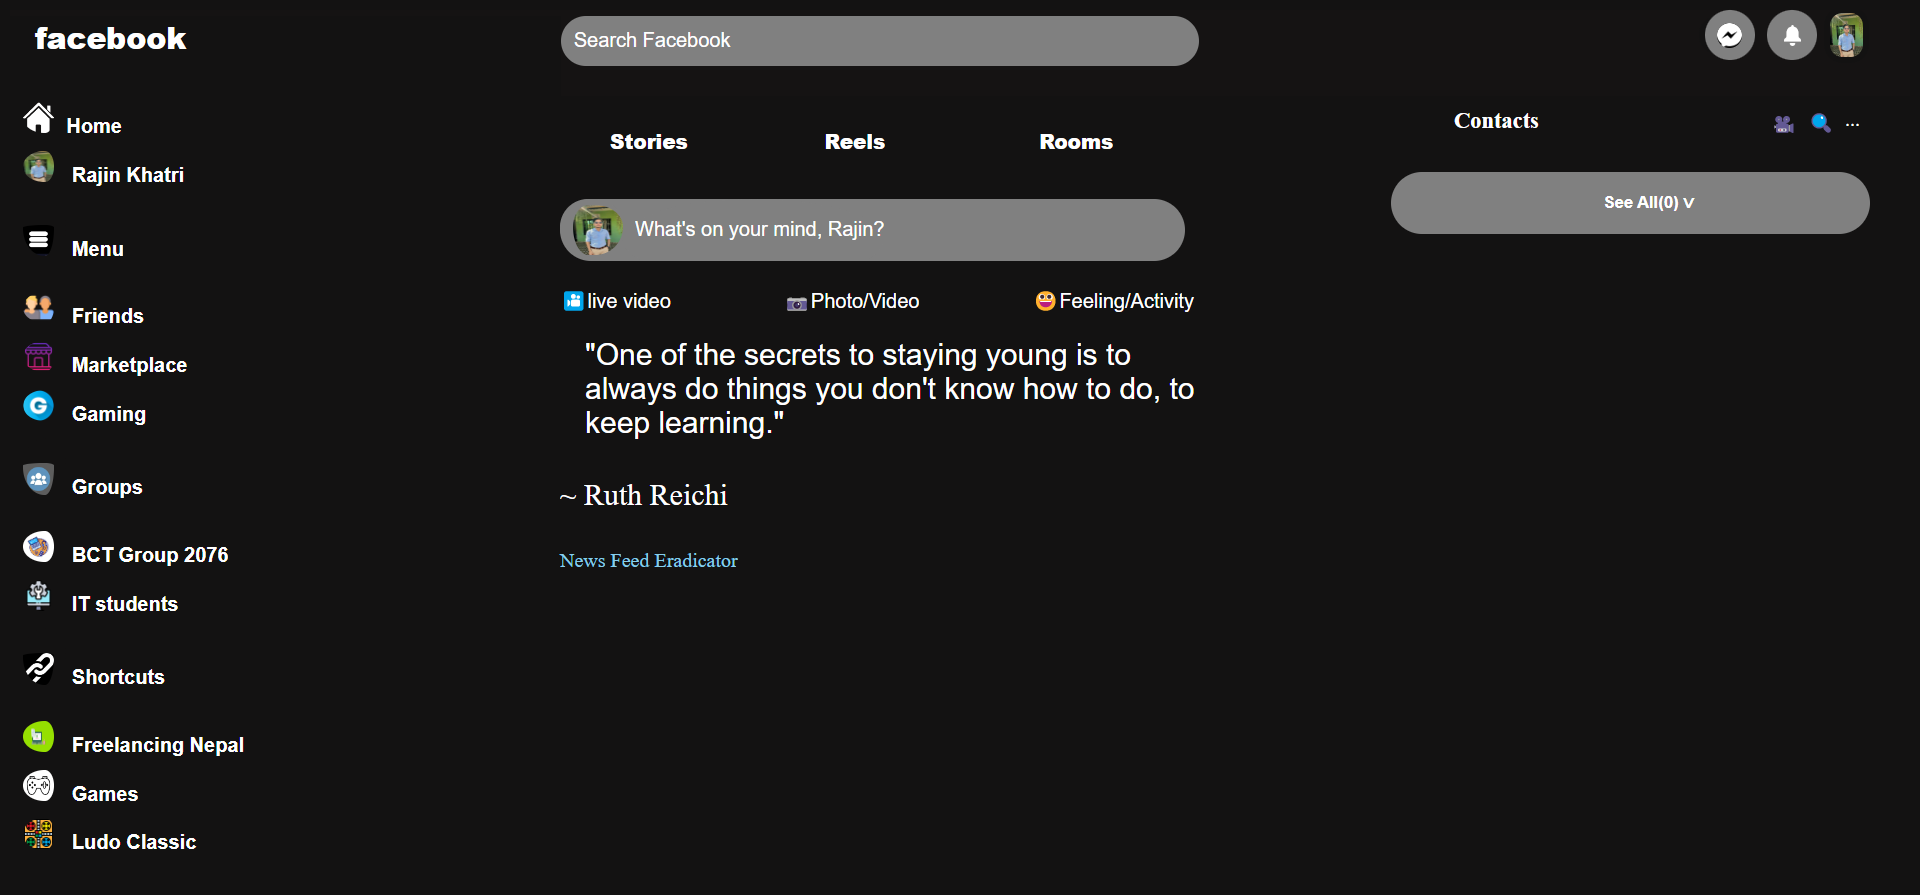 facebook
Search Facebook
Home
Rajin Khatri
Menu
Friends
Marketplace
Gaming
Groups
BCT Group 2076
IT students
Shortcuts
Freelancing Nepal
Games
Ludo Classic
Stories Reels Rooms
What's on your mind, Rajin?
live video Photo/Video Feeling/Activity
"One of the secrets to staying young is to
always do things you don't know how to do, to
keep learning."
~ Ruth Reichi
News Feed Eradicator
Contacts ...
See All(0) V